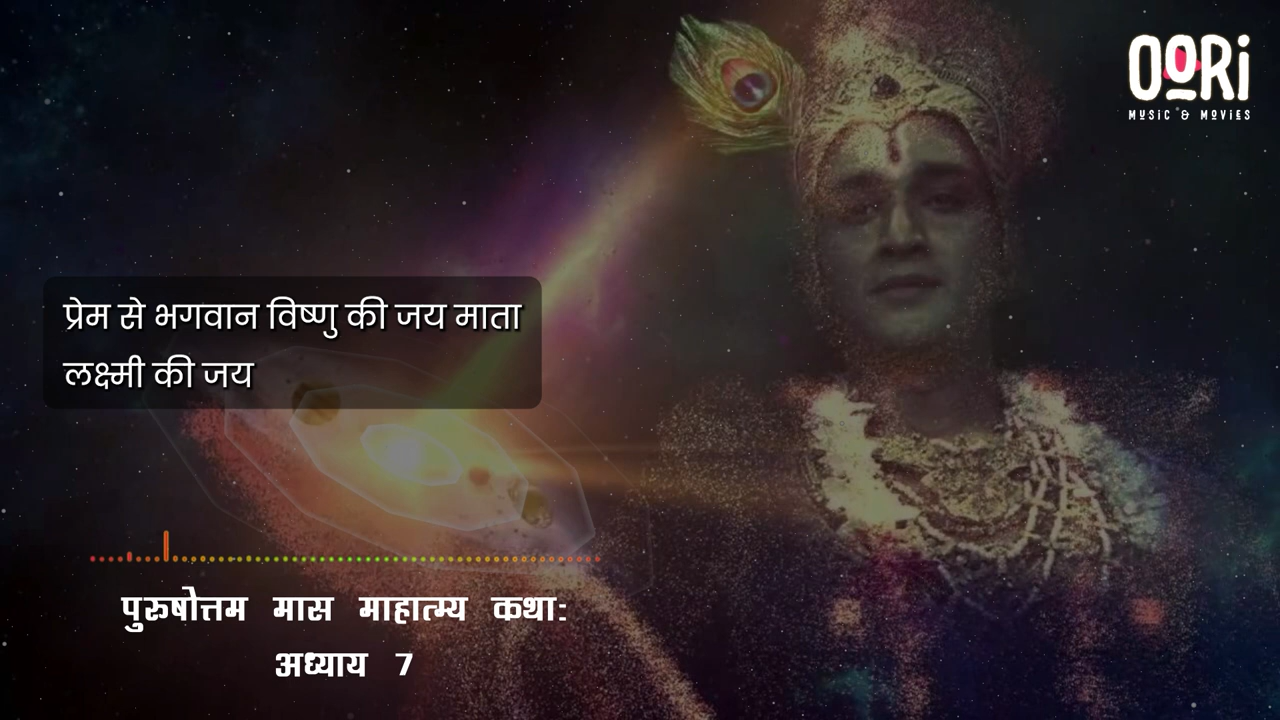 OORi
MUSIC & MOVIES
प्रेम से भगवान विष्णु की जय माता
लक्ष्मी की जय
पुरुषोत्तम मास माहात्म्य कथा:
अध्याय 7